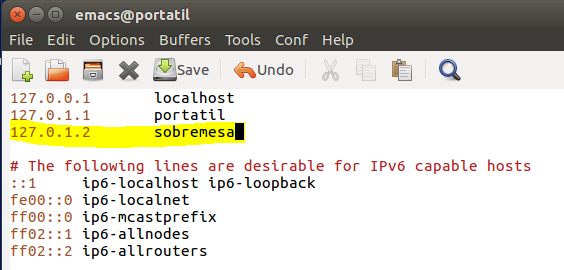 emacs@portatil
File Edit Options Buffers Tools Conf Help
Save Undo
127.0.0.1 localhost
127.0.1.1 portatil
127.0.1.2 sobremesa
# The following lines are desirable for IPv6 capable hosts
::1 ip6-localhost ip6-loopback
fe00::0 ip6-localnet
ff00::0 ip6-mcastprefix
ff02::1 ip6-allnodes
ff02::2 ip6-allrouters